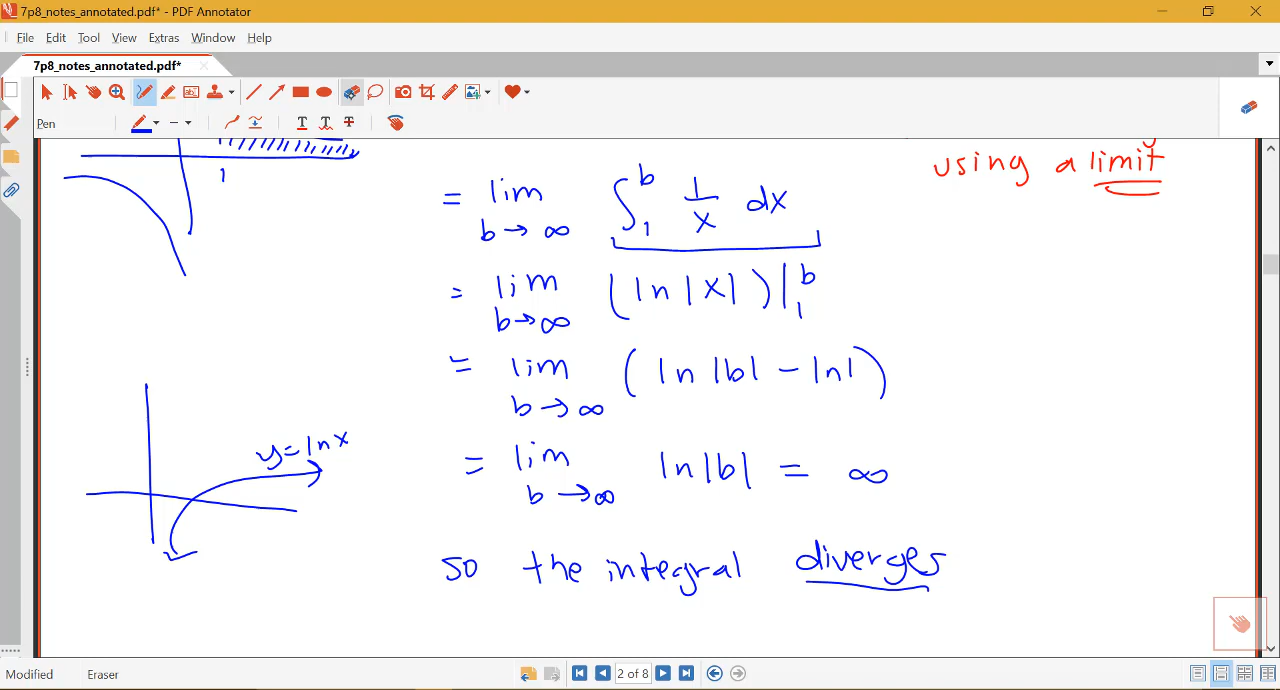 7p8_notes_annotated.pdf* - PDF Annotator
File Edit Tool View Extras Window Help
7p8_notes_annotated.pdf*
Pen
using a limit
1
= lim b→∞ ∫₁ᵇ 1/x dx
= lim b→∞ (ln|x|)|₁ᵇ
= lim b→∞ (ln|b| - ln1)
y=lnx
= lim b→∞ ln|b| = ∞
so the integral diverges
2 of 8
Modified Eraser